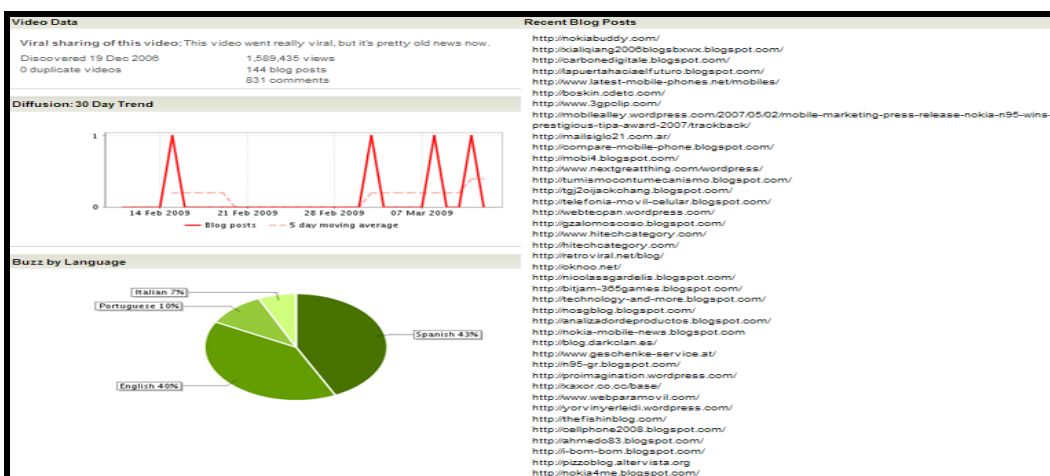 Video Data
Viral sharing of this video: This video went really viral, but it's pretty old news now.
Discovered 19 Dec 2006
1,589,435 views
0 duplicate videos
144 blog posts
831 comments
Diffusion: 30 Day Trend
1
0
14 Feb 2009
21 Feb 2009
28 Feb 2009
07 Mar 2009
Blog posts
5 day moving average
Buzz by Language
Italian 7%
Portuguese 10%
Spanish 43%
English 40%
Recent Blog Posts
http://nokiabuddy.com/
http://xialiqiang2006blogsbxwx.blogspot.com/
http://carbonedigitale.blogspot.com/
http://lapuertahaciaelfuturo.blogspot.com/
http://www.latest-mobile-phones.net/mobiles/
http://boskin.cdetc.com/
http://www.3gpclip.com/
http://mobilealley.wordpress.com/2007/05/02/mobile-marketing-press-release-nokia-n95-wins-
prestigious-tipa-award-2007/trackback/
http://mailsiglo21.com.ar/
http://compare-mobile-phone.blogspot.com/
http://mobi4.blogspot.com/
http://www.nextgreatthing.com/wordpress/
http://tumismocontumecanismo.blogspot.com/
http://tgj2cijackchang.blogspot.com/
http://telefonia-movil-celular.blogspot.com/
http://webtecpan.wordpress.com/
http://gzalomoscoso.blogspot.com/
http://www.hitechcategory.com/
http://hitechcategory.com/
http://retroviral.net/blog/
http://oknoo.net/
http://nicolassgardelis.blogspot.com/
http://bitjam-365games.blogspot.com/
http://technology-and-more.blogspot.com/
http://nosgblog.blogspot.com/
http://analizadordeproductos.blogspot.com/
http://nokia-mobile-news.blogspot.com
http://blog.darkclan.es/
http://www.geschenke-service.at/
http://n95-gr.blogspot.com/
http://proimagination.wordpress.com/
http://xaxor.co.cc/base/
http://www.webparamovil.com/
http://yorvinyerleidi.wordpress.com/
http://thefishinblog.com/
http://cellphone2008.blogspot.com/
http://ahmedo83.blogspot.com/
http://i-bom-bom.blogspot.com/
http://pizzoblog.altervista.org
http://nokia4me.blogspot.com/